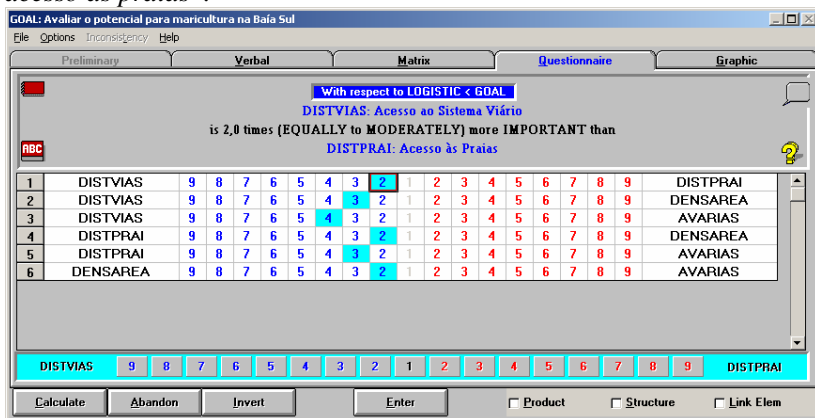 acesso às praias".
GOAL: Avaliar o potencial para maricultura na Baía Sul
File Options Inconsistency Help
Preliminary Verbal Matrix Questionnaire Graphic
With respect to LOGISTIC < GOAL
DISTVIAS: Acesso ao Sistema Viário
is 2,0 times (EQUALLY to MODERATELY) more IMPORTANT than
ABC
DISTPRAI: Acesso às Praias
1 DISTVIAS 9 8 7 6 5 4 3 2 1 2 3 4 5 6 7 8 9 DISTPRAI
2 DISTVIAS 9 8 7 6 5 4 3 2 1 2 3 4 5 6 7 8 9 DENSAREA
3 DISTVIAS 9 8 7 6 5 4 3 2 1 2 3 4 5 6 7 8 9 AVARIAS
4 DISTPRAI 9 8 7 6 5 4 3 2 1 2 3 4 5 6 7 8 9 DENSAREA
5 DISTPRAI 9 8 7 6 5 4 3 2 1 2 3 4 5 6 7 8 9 AVARIAS
6 DENSAREA 9 8 7 6 5 4 3 2 1 2 3 4 5 6 7 8 9 AVARIAS
DISTVIAS 9 8 7 6 5 4 3 2 1 2 3 4 5 6 7 8 9 DISTPRAI
Calculate Abandon Invert Enter Product Structure Link Elem